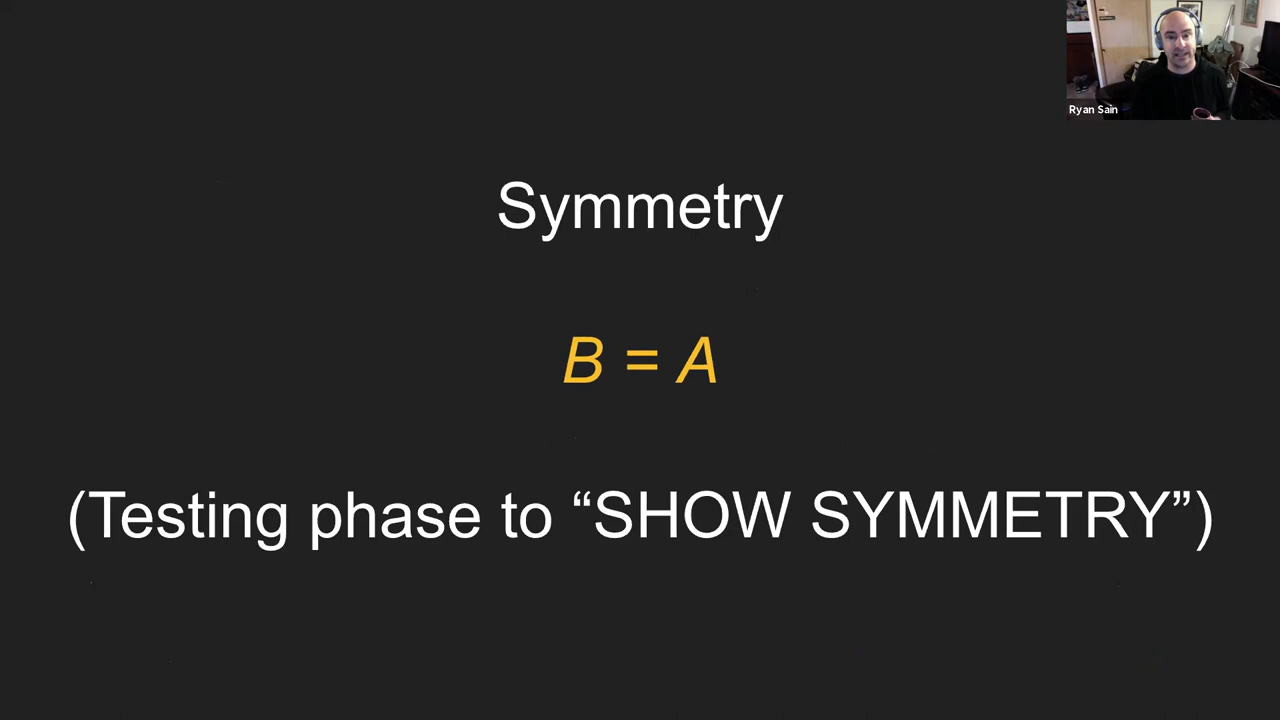 Ryan Sain
Symmetry
B = A
(Testing phase to “SHOW SYMMETRY”)